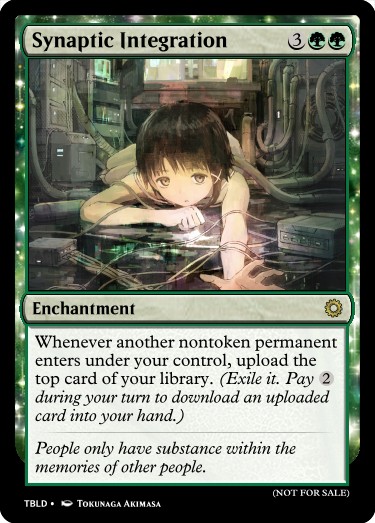 Synaptic Integration 3
Enchantment
Whenever another nontoken permanent
enters under your control, upload the
top card of your library. (Exile it. Pay 2
during your turn to download an uploaded
card into your hand.)
People only have substance within the
memories of other people.
(NOT FOR SALE)
TBLD • Tokunaga Akimasa